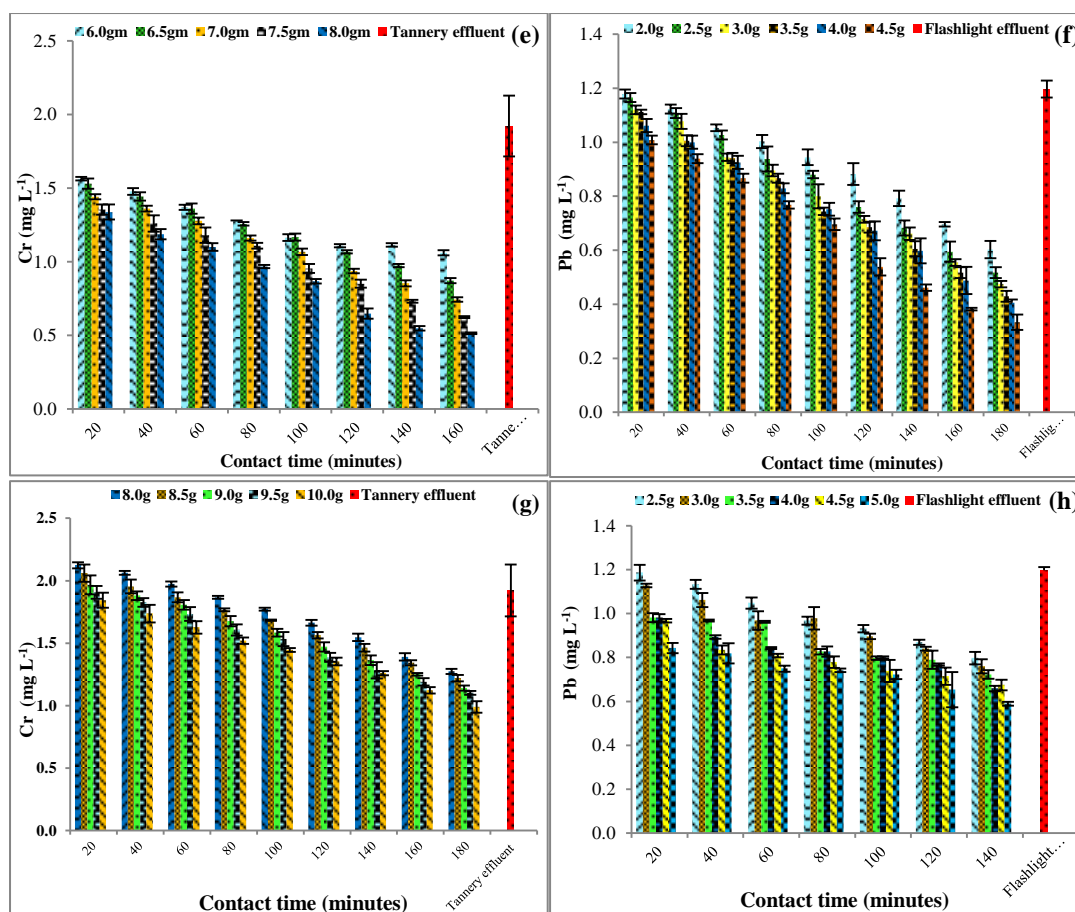 6.0gm 6.5gm 7.0gm 7.5gm 8.0gm Tannery effluent (e)
Cr (mg L-1)
2.5
2.0
1.5
1.0
0.5
0.0
20 40 60 80 100 120 140 160 Tanne…
Contact time (minutes)
2.0g 2.5g 3.0g 3.5g 4.0g 4.5g Flashlight effluent (f)
Pb (mg L-1)
1.4
1.2
1.0
0.8
0.6
0.4
0.2
0.0
20 40 60 80 100 120 140 160 180 Flashlig…
Contact time (minutes)
8.0g 8.5g 9.0g 9.5g 10.0g Tannery effluent (g)
Cr (mg L-1)
2.5
2.0
1.5
1.0
0.5
0.0
20 40 60 80 100 120 140 160 180 Tannery effluent
Contact time (minutes)
2.5g 3.0g 3.5g 4.0g 4.5g 5.0g Flashlight effluent (h)
Pb (mg L-1)
1.4
1.2
1.0
0.8
0.6
0.4
0.2
0.0
20 40 60 80 100 120 140 Flashlight…
Contact time (minutes)